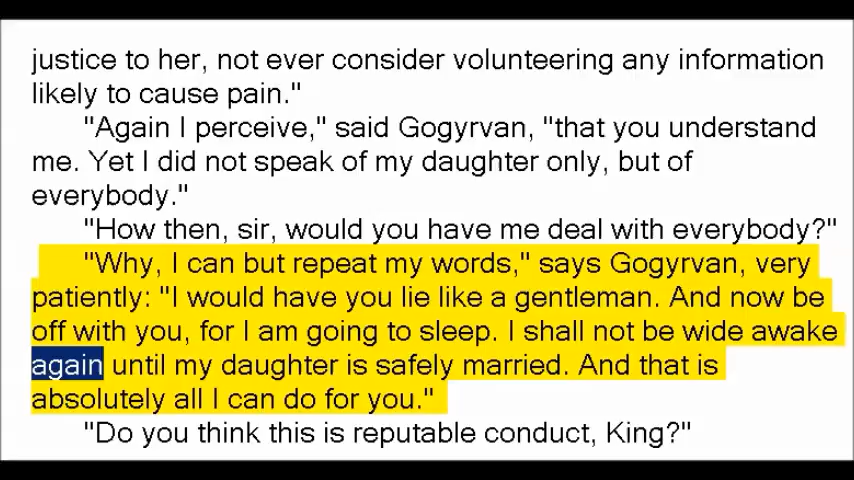 justice to her, not ever consider volunteering any information
likely to cause pain."
"Again I perceive," said Gogyrvan, "that you understand
me. Yet I did not speak of my daughter only, but of
everybody."
"How then, sir, would you have me deal with everybody?"
"Why, I can but repeat my words," says Gogyrvan, very
patiently: "I would have you lie like a gentleman. And now be
off with you, for I am going to sleep. I shall not be wide awake
again until my daughter is safely married. And that is
absolutely all I can do for you."
"Do you think this is reputable conduct, King?"